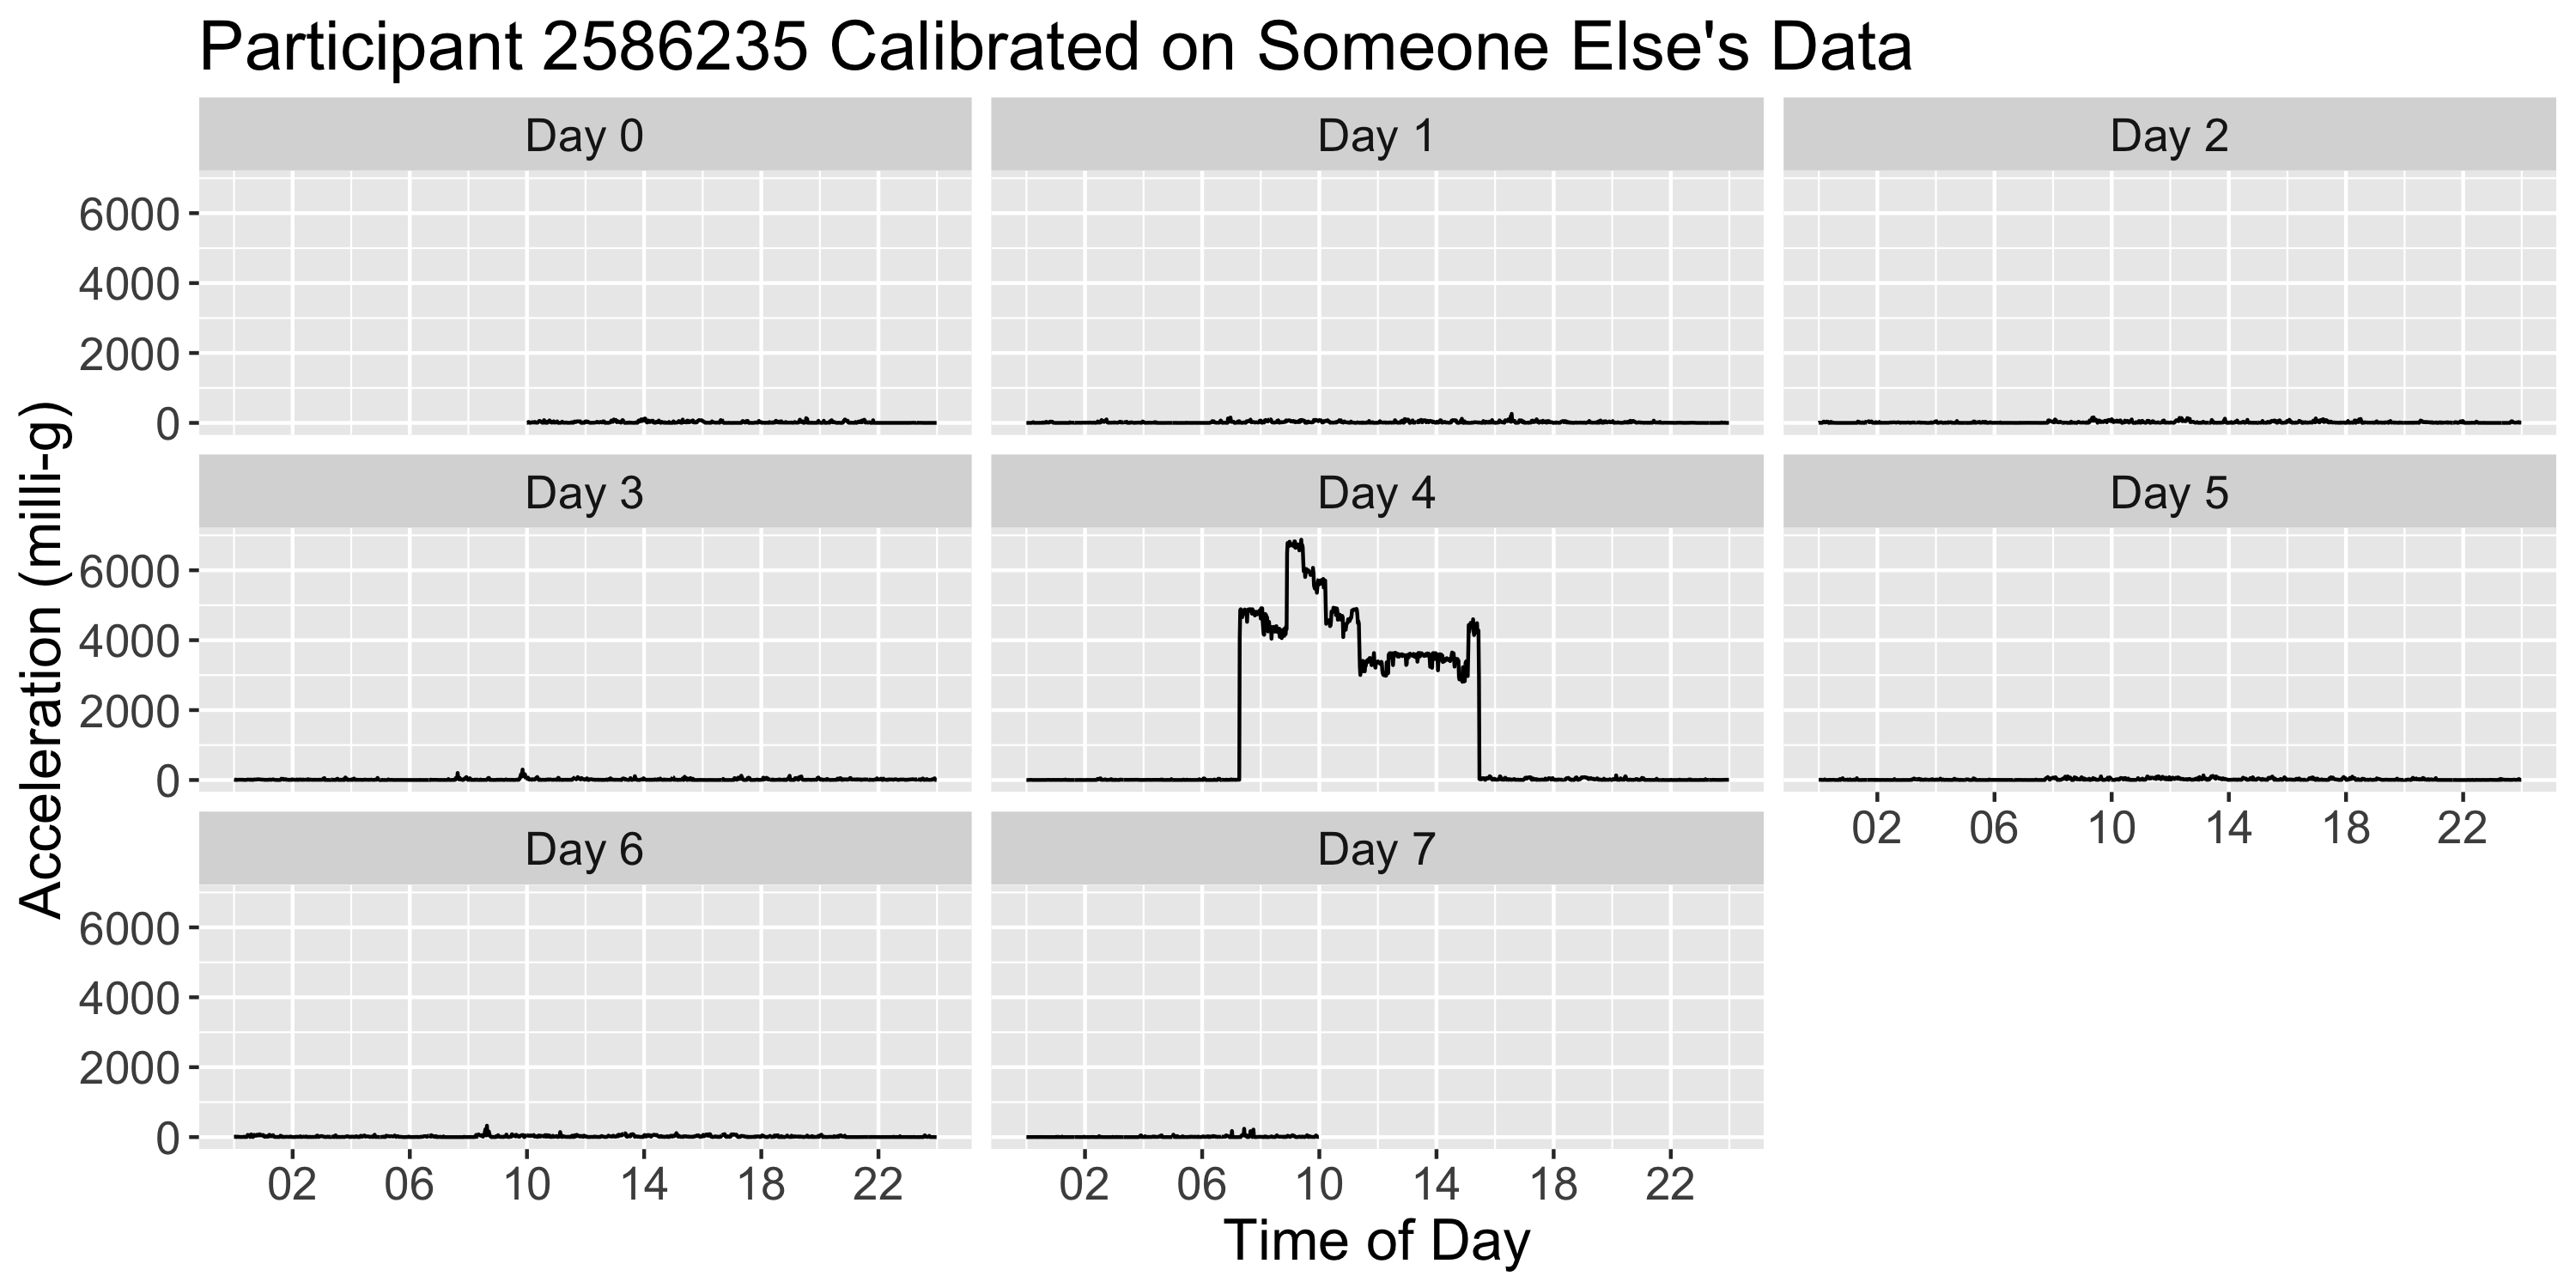 Participant 2586235 Calibrated on Someone Else's Data
Day 0 Day 1 Day 2
6000
4000
2000
0
Day 3 Day 4 Day 5
6000
4000
2000
0
02 06 10 14 18 22
Day 6 Day 7
6000
4000
2000
0
02 06 10 14 18 22 02 06 10 14 18 22
Time of Day
Acceleration (milli-g)